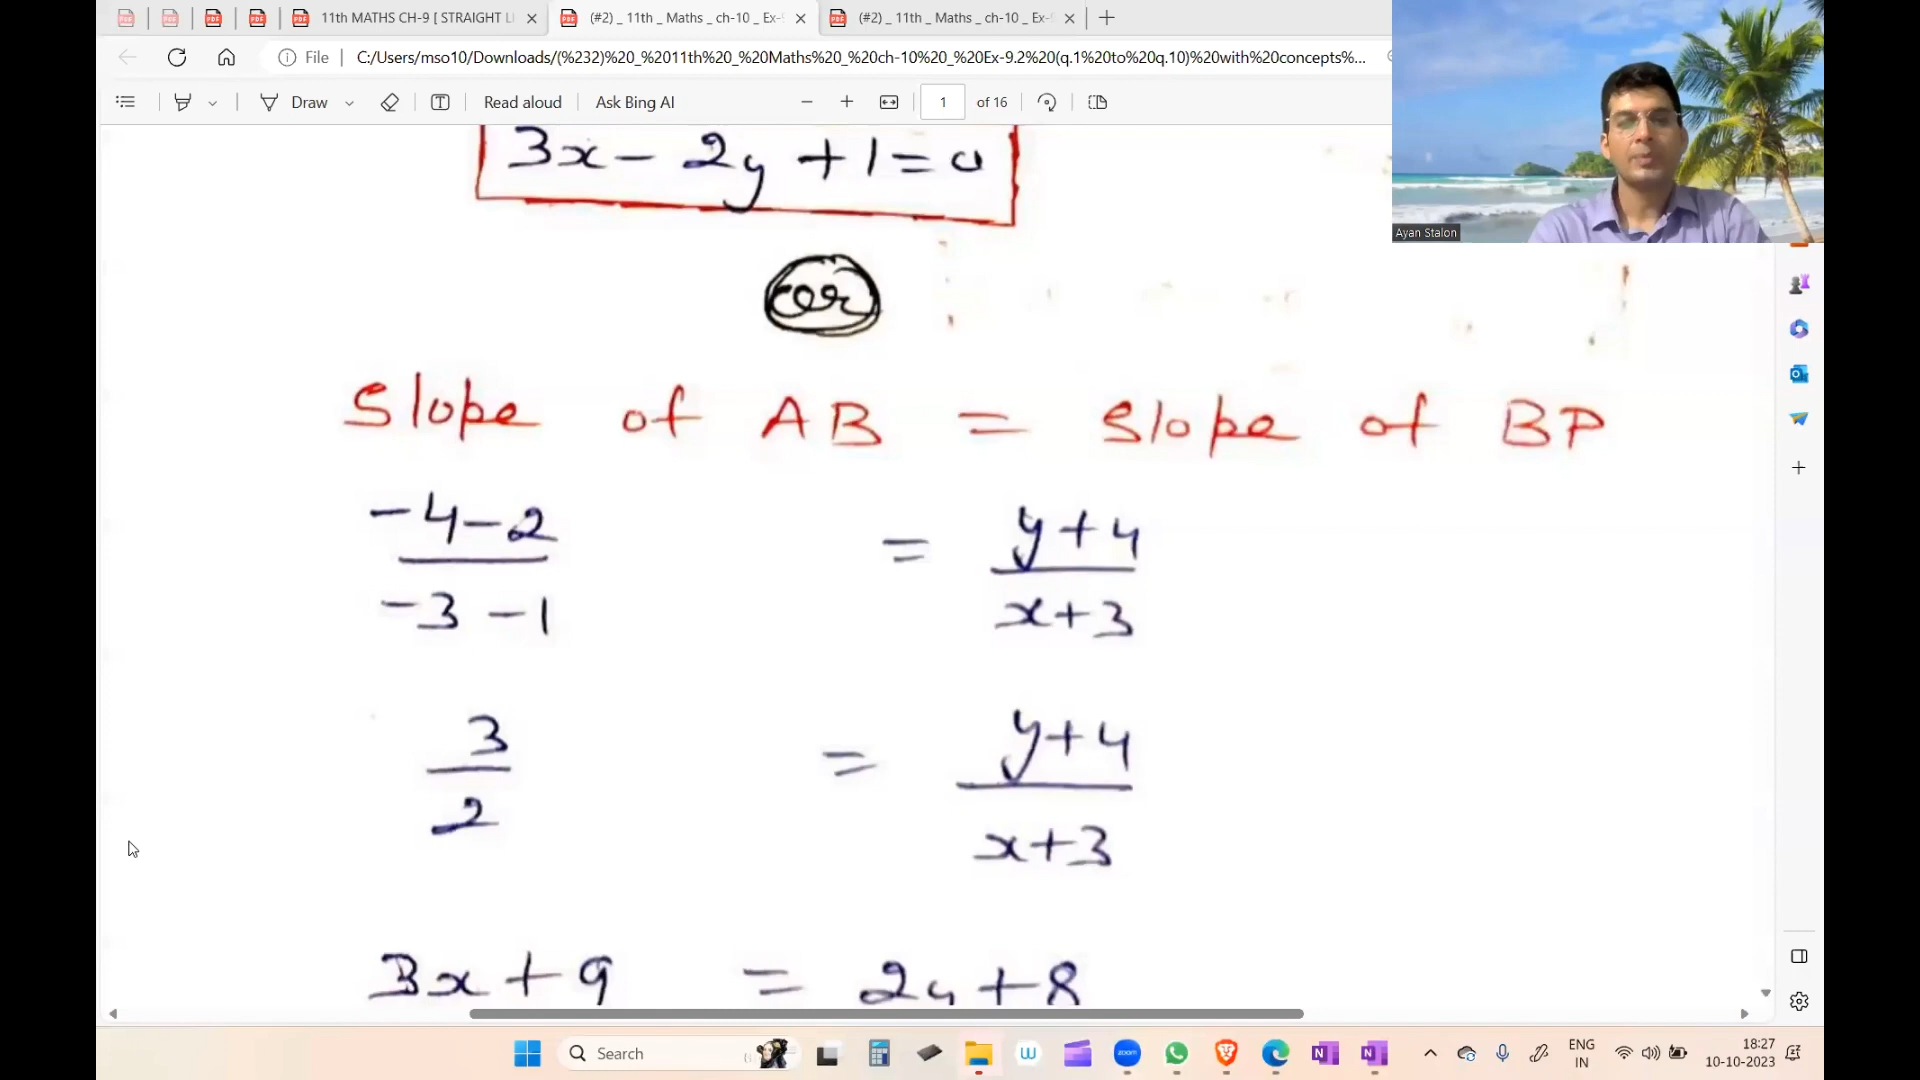 11th MATHS CH-9 [ STRAIGHT LI
(#2) _ 11th _ Maths _ ch-10 _ Ex-9
(#2) _ 11th _ Maths _ ch-10 _ Ex-9
File
C:/Users/mso10/Downloads/(%232)%20_%2011th%20_%20Maths%20_%20ch-10%20_%20Ex-9.2%20(q.1%20to%20q.10)%20with%20concepts%...
Draw
Read aloud
Ask Bing AI
1 of 16
Ayan Stalon
3x - 2y + 1 = 0
or
Slope of AB = Slope of BP
-4-2 / -3-1 = y+4 / x+3
3 / 2 = y+4 / x+3
3x+9 = 2y+8
Search
zoom
ENG
IN
18:27
10-10-2023